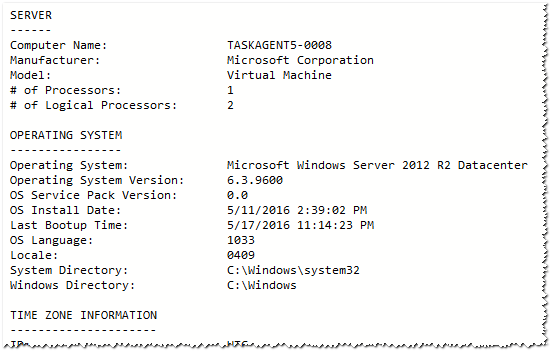 SERVER
------
Computer Name: TASKAGENT5-0008
Manufacturer: Microsoft Corporation
Model: Virtual Machine
# of Processors: 1
# of Logical Processors: 2
OPERATING SYSTEM
----------------
Operating System: Microsoft Windows Server 2012 R2 Datacenter
Operating System Version: 6.3.9600
OS Service Pack Version: 0.0
OS Install Date: 5/11/2016 2:39:02 PM
Last Bootup Time: 5/17/2016 11:14:23 PM
OS Language: 1033
Locale: 0409
System Directory: C:\Windows\system32
Windows Directory: C:\Windows
TIME ZONE INFORMATION
---------------------